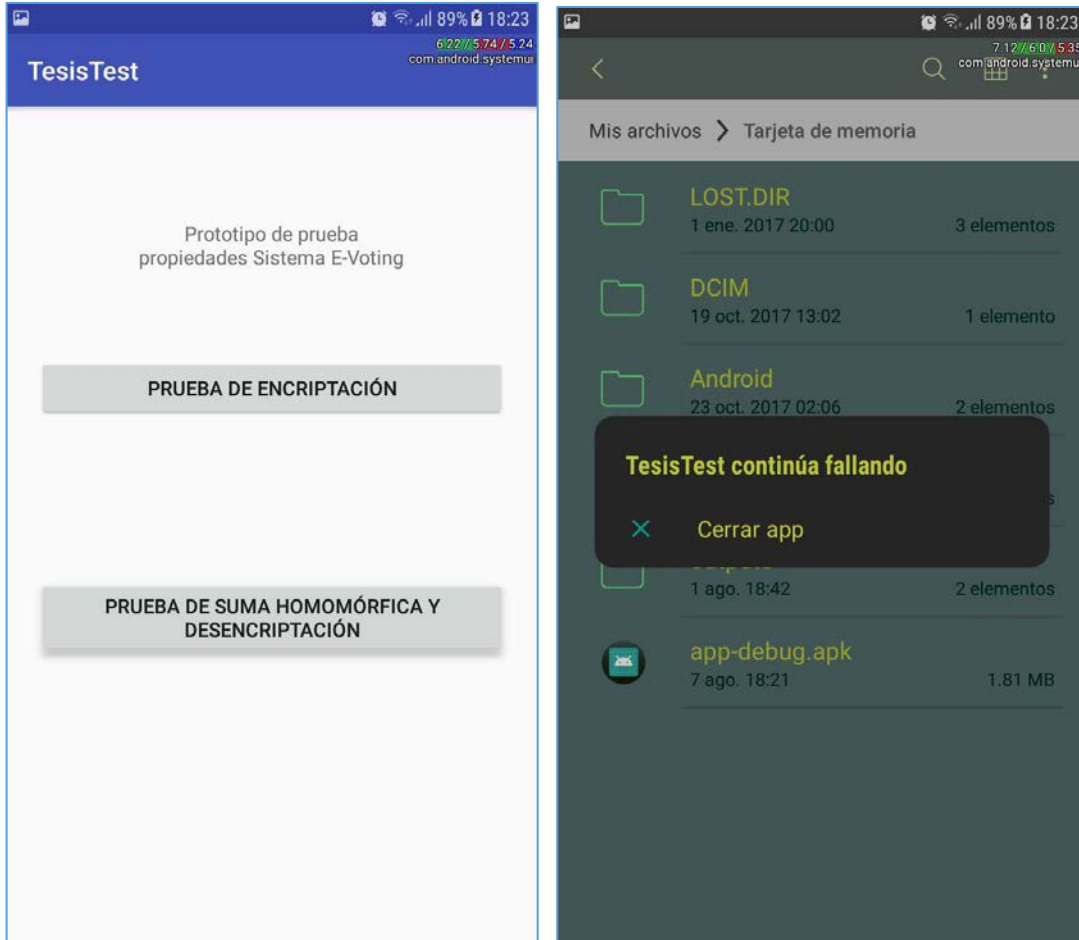 89% 18:23
6.22 / 5.74 / 5.24
com.android.systemui
TesisTest
Prototipo de prueba
propiedades Sistema E-Voting
PRUEBA DE ENCRIPTACIÓN
PRUEBA DE SUMA HOMOMÓRFICA Y
DESENCRIPTACIÓN
89% 18:23
7.12 / 6.0 / 5.35
com.android.systemu
Mis archivos > Tarjeta de memoria
LOST.DIR
1 ene. 2017 20:00 3 elementos
DCIM
19 oct. 2017 13:02 1 elemento
Android
23 oct. 2017 02:06 2 elementos
TesisTest continúa fallando
Cerrar app
1 ago. 18:42 2 elementos
app-debug.apk
7 ago. 18:21 1.81 MB